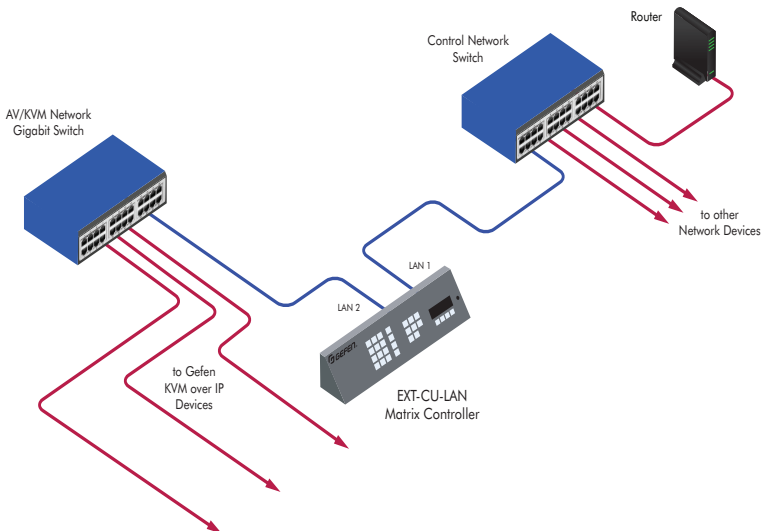 Router
Control Network
Switch
AV/KVM Network
Gigabit Switch
to other
Network Devices
LAN 1
LAN 2
GEFEN
to Gefen
KVM over IP
Devices
EXT-CU-LAN
Matrix Controller